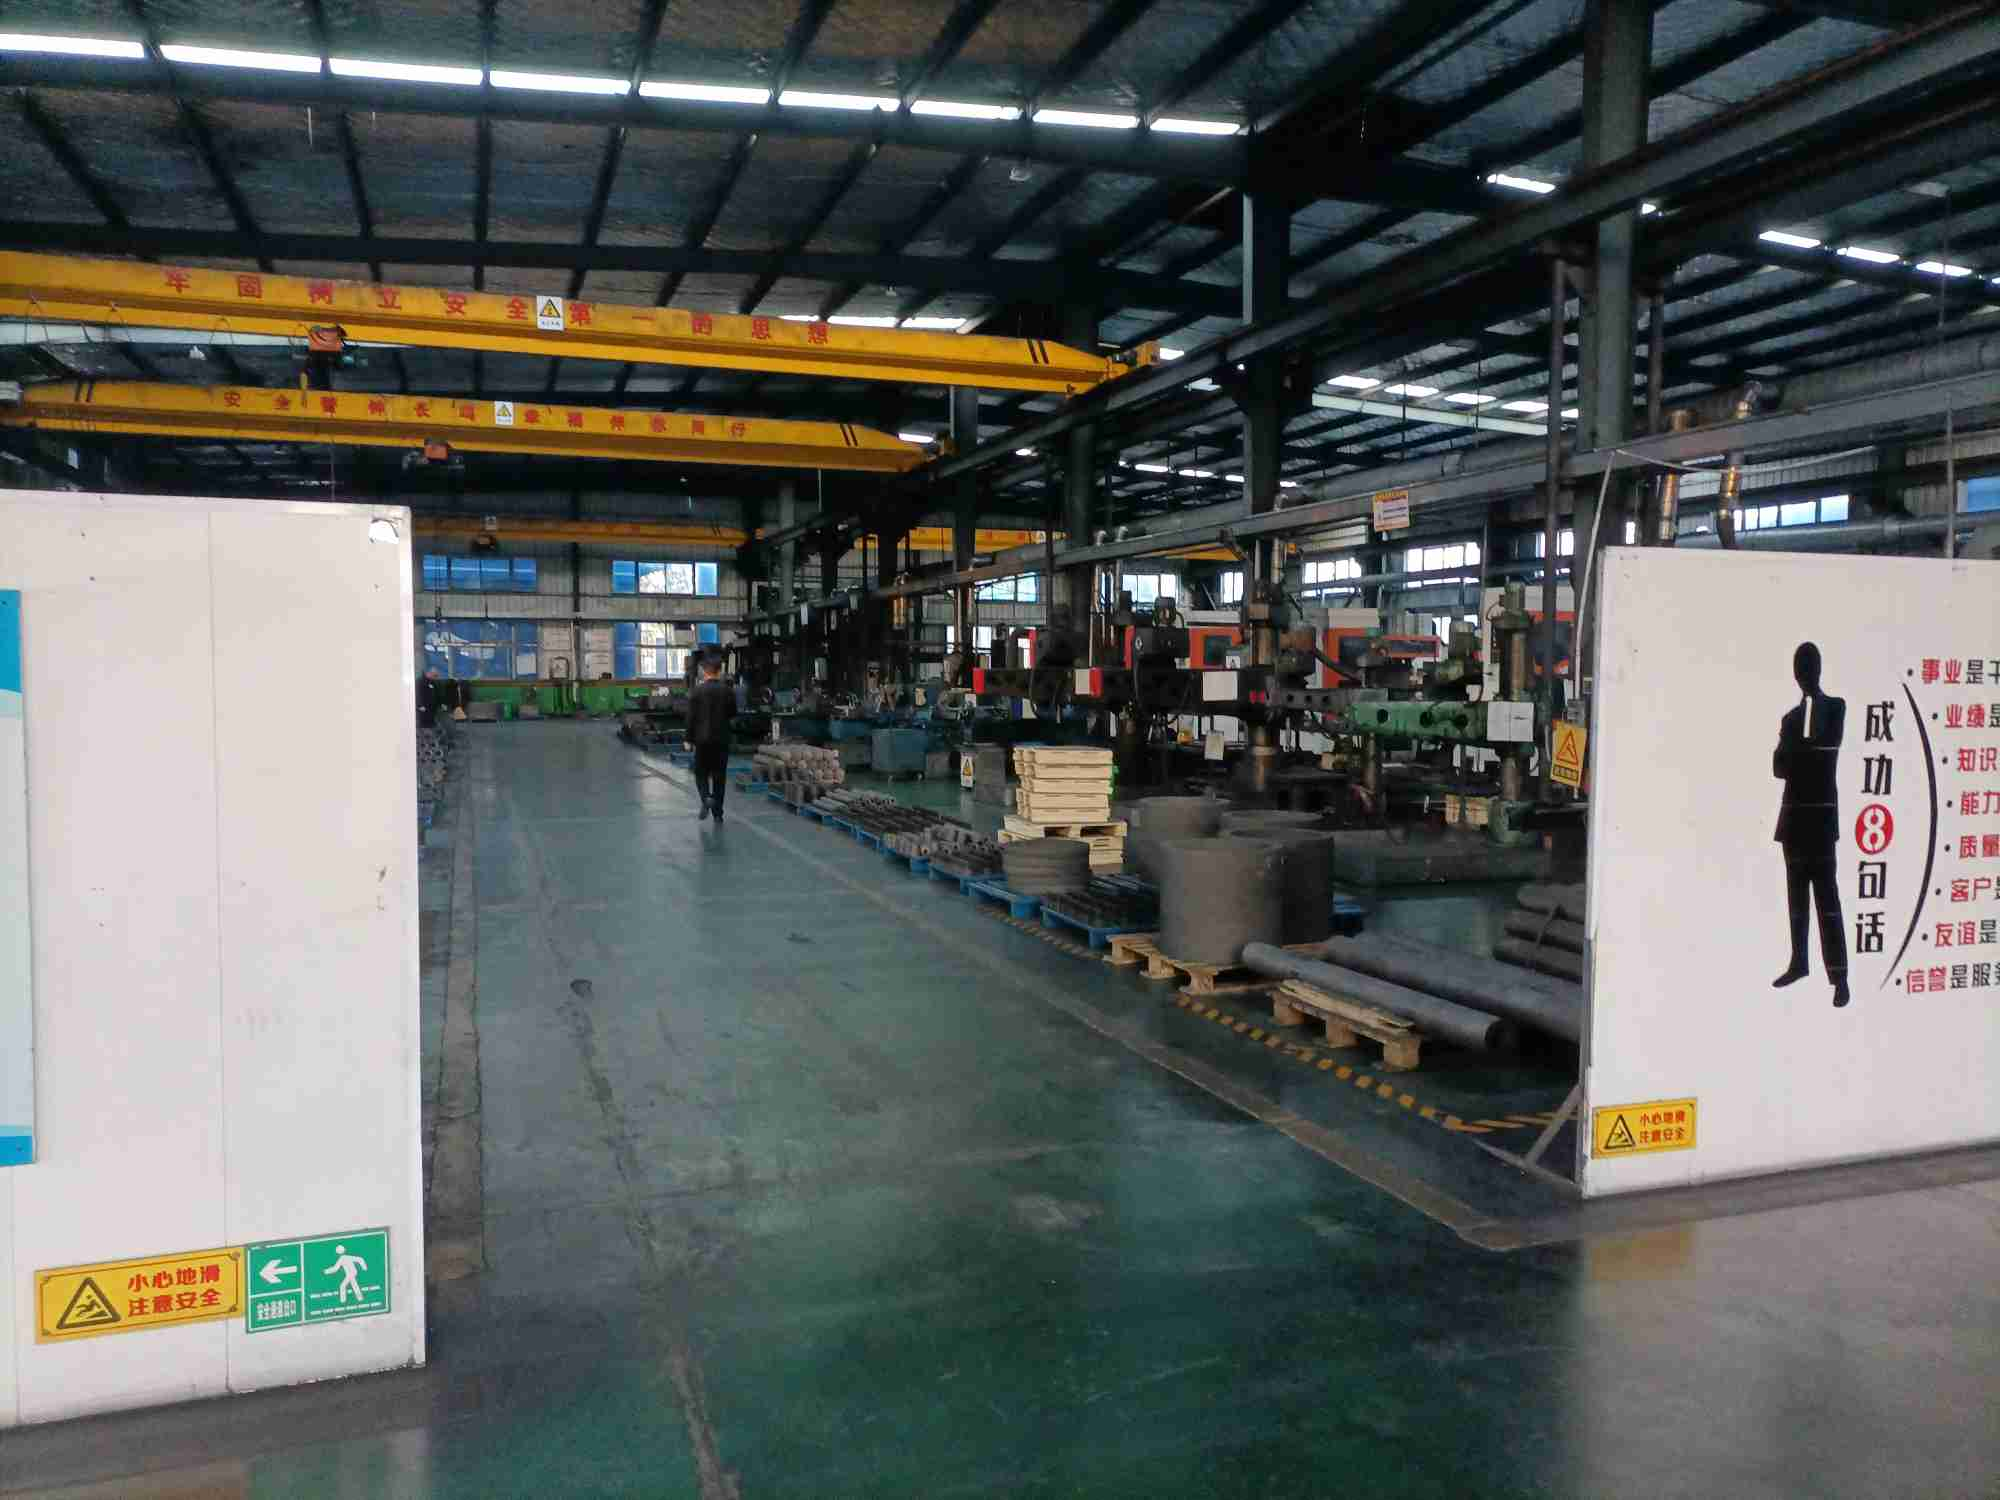 牢固树立安全第一的思想
安全警钟长鸣 幸福伴你同行
成功8句话
·事业是干
·业绩是
·知识
·能力
·质量
·客户是
·友谊是
·信誉是服务
小心地滑
注意安全
小心地滑
注意安全
安全通道出口